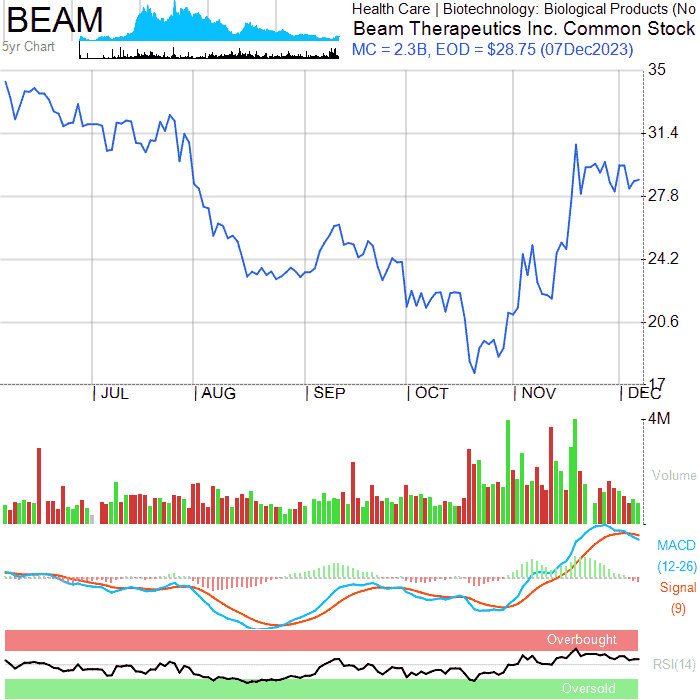 BEAM
5yr Chart
Health Care | Biotechnology: Biological Products (No
Beam Therapeutics Inc. Common Stock
MC = 2.3B, EOD = $28.75 (07Dec2023)
35
31.4
27.8
24.2
20.6
17
JUL AUG SEP OCT NOV DEC
4M
Volume
MACD
(12-26)
Signal
(9)
Overbought
RSI(14)
Oversold